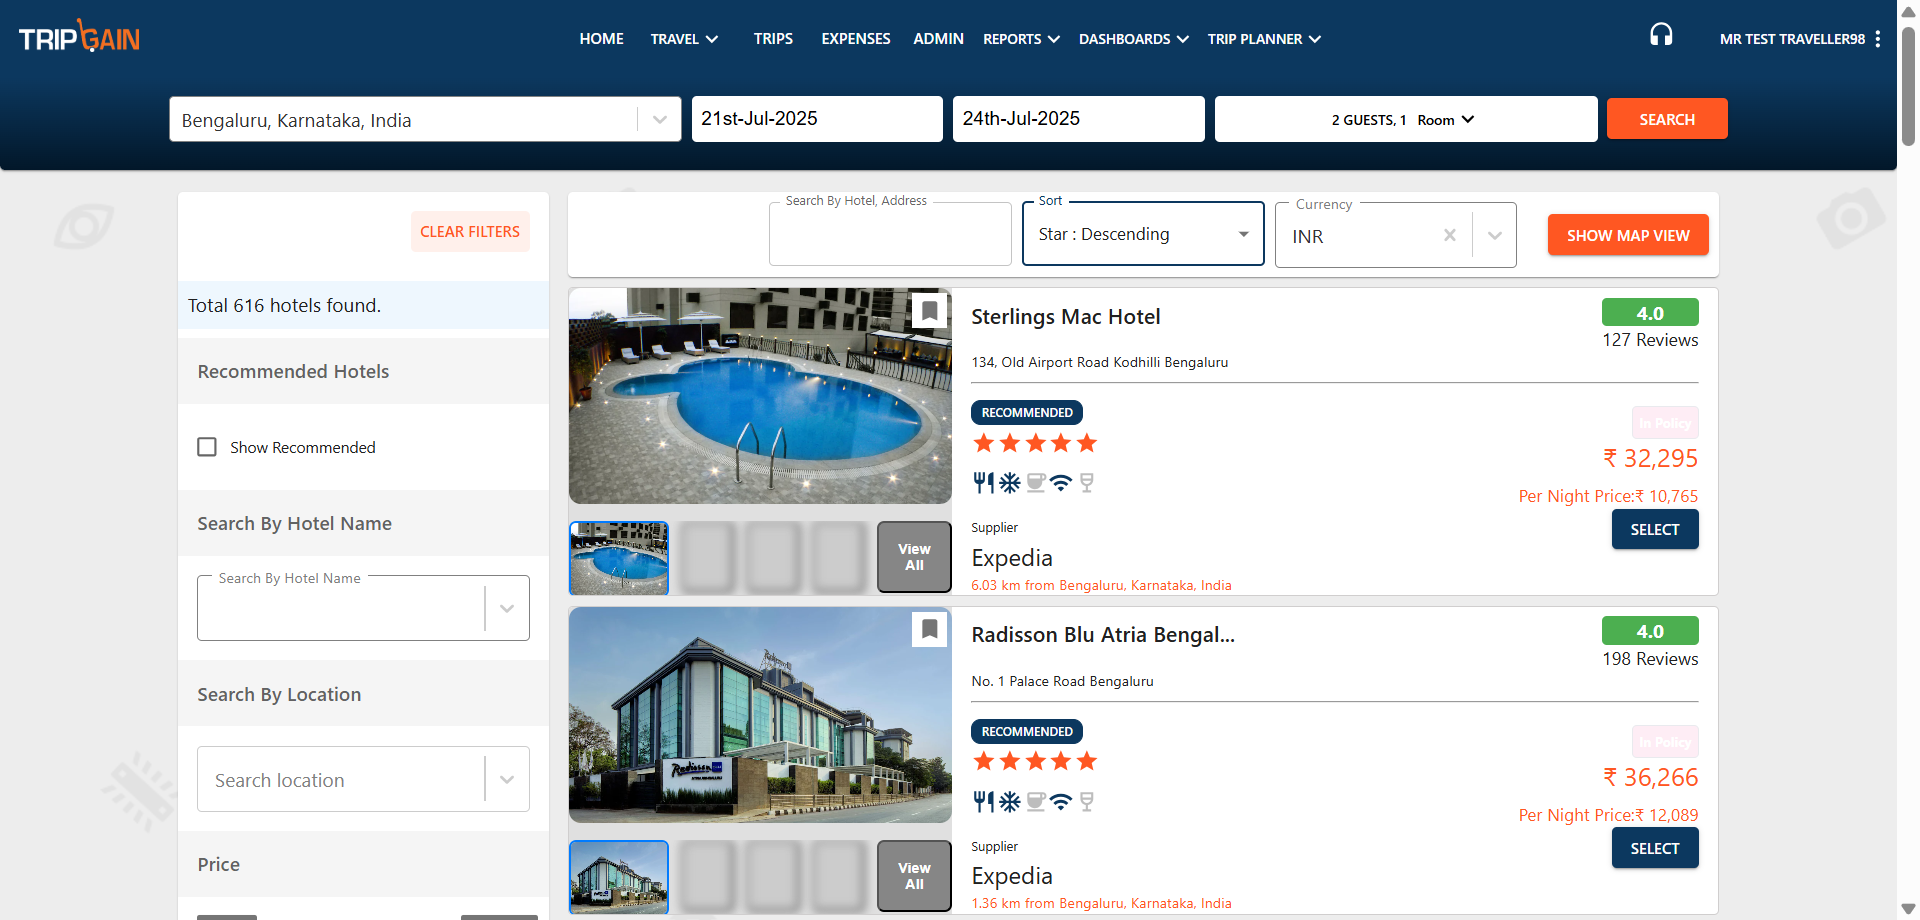 TRIPGAIN
HOME TRAVEL TRIPS EXPENSES ADMIN REPORTS DASHBOARDS TRIP PLANNER
MR TEST TRAVELLER98
Bengaluru, Karnataka, India
21st-Jul-2025
24th-Jul-2025
2 GUESTS, 1 Room
SEARCH
CLEAR FILTERS
Total 616 hotels found.
Recommended Hotels
Show Recommended
Search By Hotel Name
Search By Hotel Name
Search By Location
Search location
Price
Search By Hotel, Address
Sort
Star : Descending
Currency
INR
SHOW MAP VIEW
Sterlings Mac Hotel
4.0
127 Reviews
134, Old Airport Road Kodhilli Bengaluru
RECOMMENDED
In Policy
₹ 32,295
Per Night Price:₹ 10,765
SELECT
View
All
Supplier
Expedia
6.03 km from Bengaluru, Karnataka, India
Radisson Blu Atria Bengal...
4.0
198 Reviews
No. 1 Palace Road Bengaluru
RECOMMENDED
In Policy
₹ 36,266
Per Night Price:₹ 12,089
SELECT
Radisson
View
All
Supplier
Expedia
1.36 km from Bengaluru, Karnataka, India